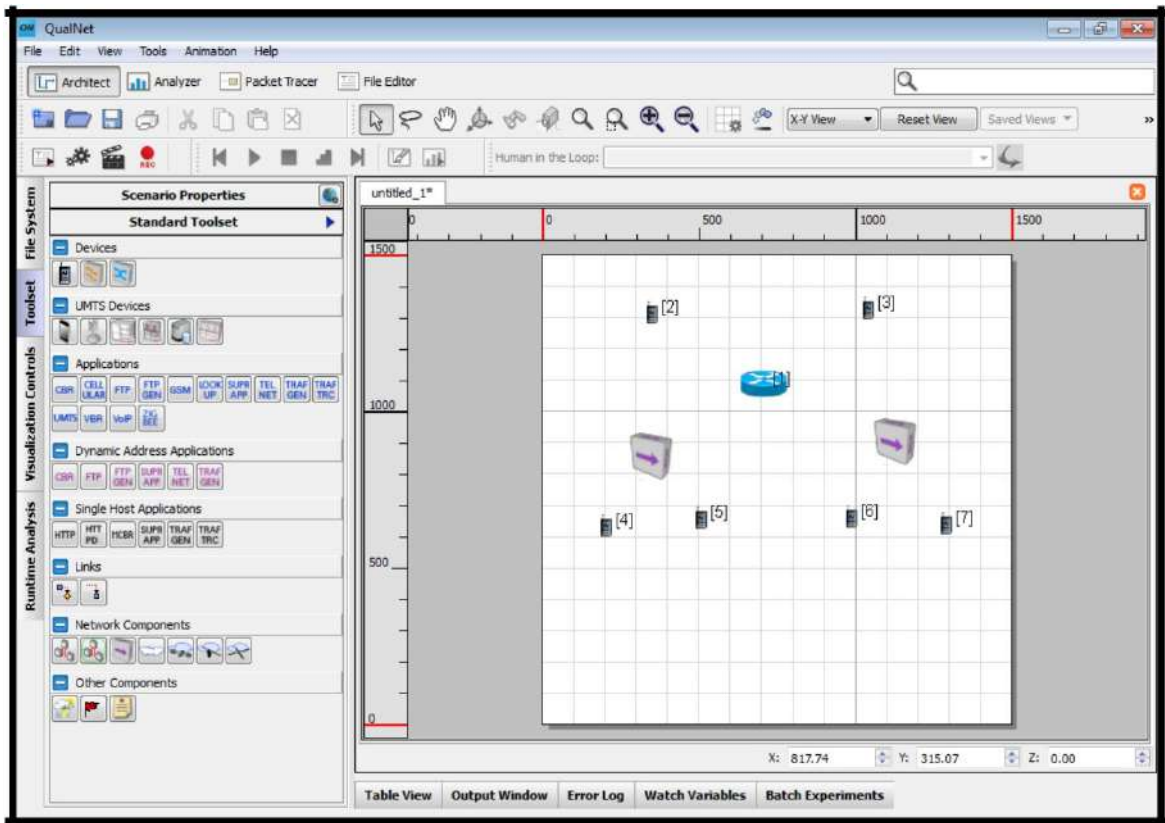 QN QualNet
File Edit View Tools Animation Help
Architect Analyzer Packet Tracer File Editor
X-Y View Reset View Saved Views »
REC Human in the Loop:
File System
Toolset
Visualization Controls
Runtime Analysis
Scenario Properties
Standard Toolset
Devices
UMTS Devices
Applications
CBR CELL ULAR FTP FTP GEN GSM LOOK UP SUPR APP TEL NET TRAF GEN TRAF TRC
UMTS VBR VoIP ZIG BEE
Dynamic Address Applications
CBR FTP FTP GEN SUPR APP TEL NET TRAF GEN
Single Host Applications
HTTP HTT PD MCBR SUPR APP TRAF GEN TRAF TRC
Links
Network Components
Other Components
untitled_1*
0 0 500 1000 1500
1500
[2] [3]
[1]
1000
[4] [5] [6] [7]
500
0
X: 817.74 Y: 315.07 Z: 0.00
Table View Output Window Error Log Watch Variables Batch Experiments